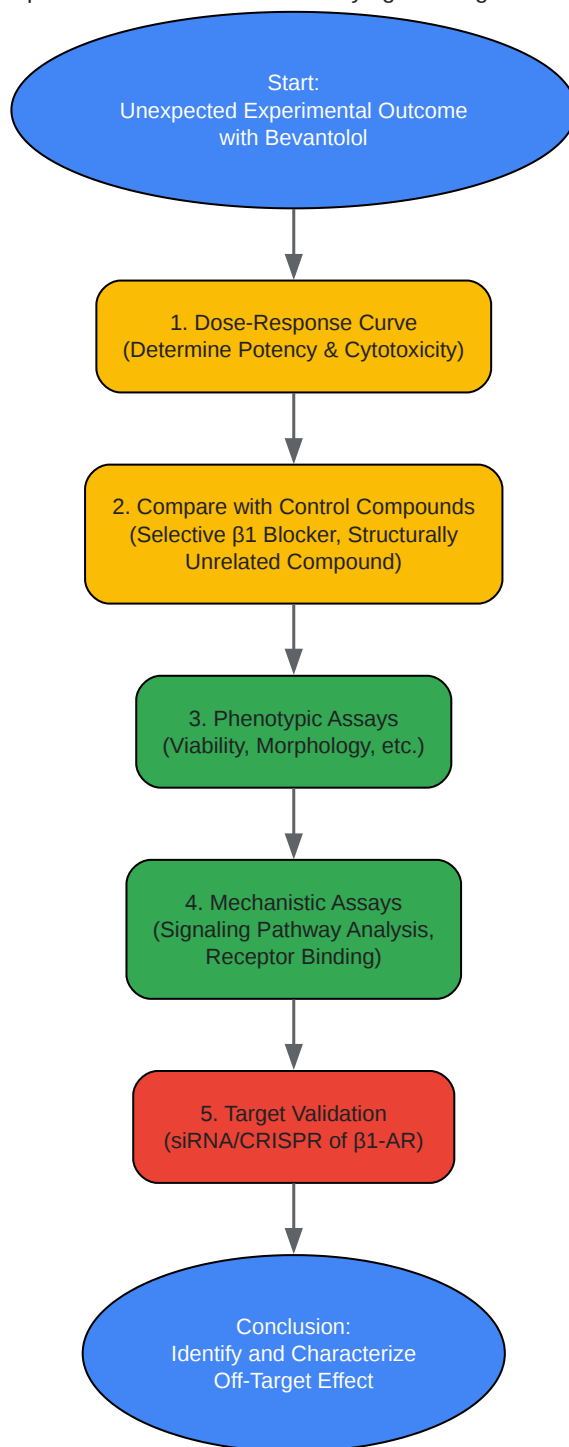 Start:
Unexpected Experimental Outcome
with Bevantolol
1. Dose-Response Curve
(Determine Potency & Cytotoxicity)
2. Compare with Control Compounds
(Selective β1 Blocker, Structurally
Unrelated Compound)
3. Phenotypic Assays
(Viability, Morphology, etc.)
4. Mechanistic Assays
(Signaling Pathway Analysis,
Receptor Binding)
5. Target Validation
(siRNA/CRISPR of β1-AR)
Conclusion:
Identify and Characterize
Off-Target Effect